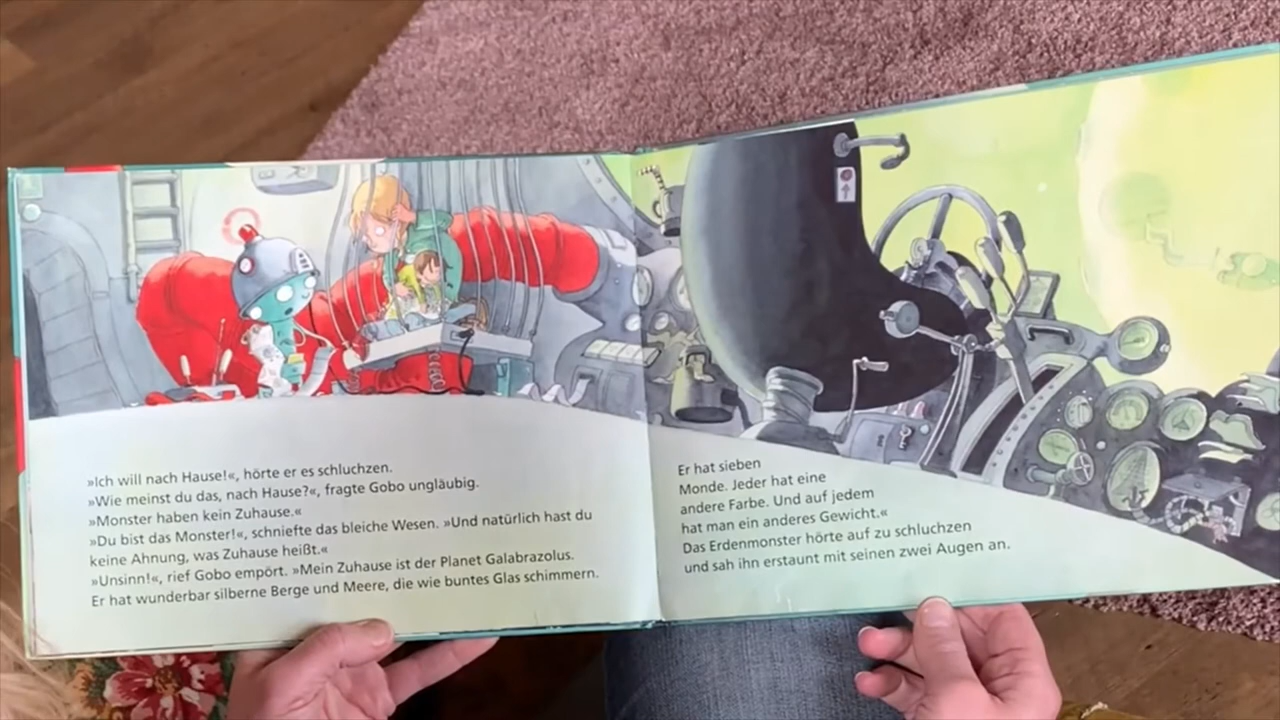 »Ich will nach Hause!«, hörte er es schluchzen.
»Wie meinst du das, nach Hause?«, fragte Gobo ungläubig.
»Monster haben kein Zuhause.«
»Du bist das Monster!«, schniefte das bleiche Wesen. »Und natürlich hast du
keine Ahnung, was Zuhause heißt.«
»Unsinn!«, rief Gobo empört. »Mein Zuhause ist der Planet Galabrazolus.
Er hat wunderbar silberne Berge und Meere, die wie buntes Glas schimmern.
Er hat sieben
Monde. Jeder hat eine
andere Farbe. Und auf jedem
hat man ein anderes Gewicht.«
Das Erdenmonster hörte auf zu schluchzen
und sah ihn erstaunt mit seinen zwei Augen an.